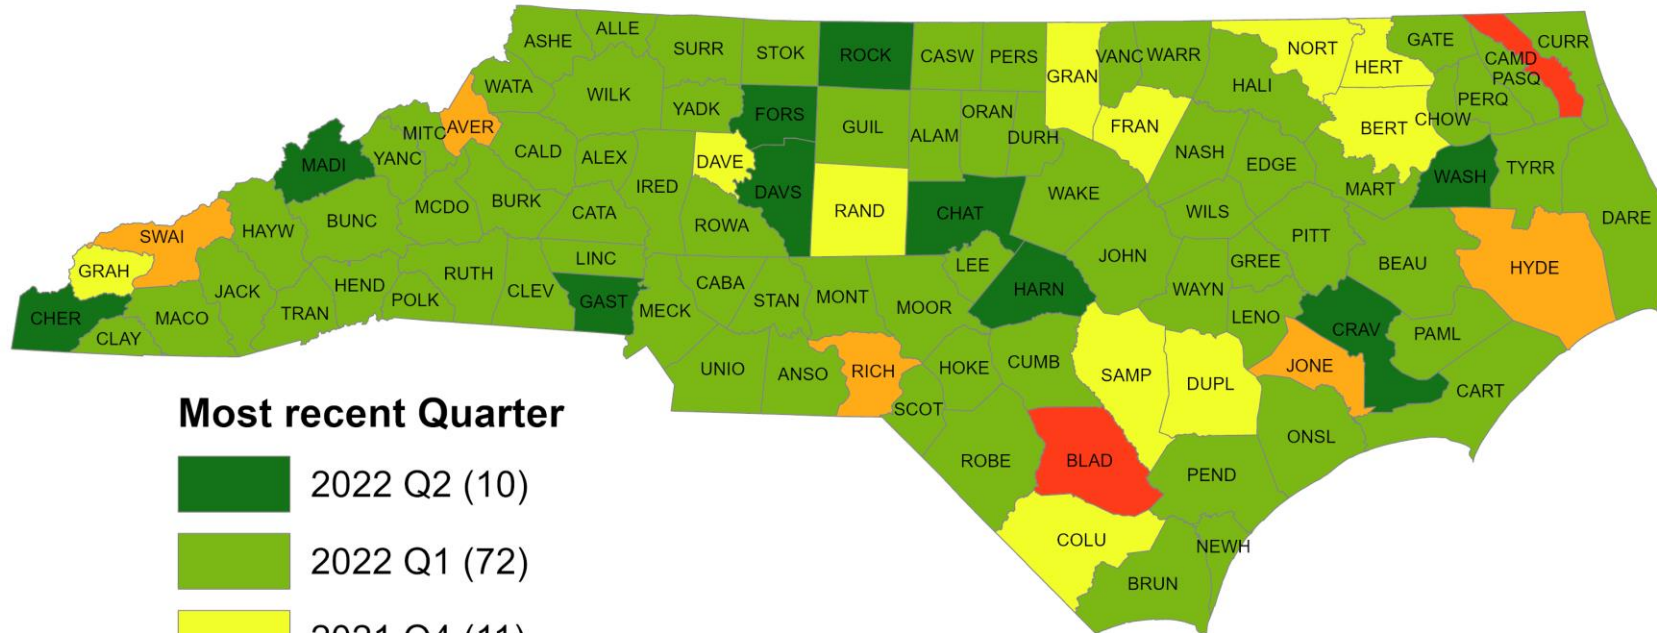 ASHE
ALLE
SURR
STOK
ROCK
CASW
PERS
GRAN
VANC
WARR
NORT
HERT
GATE
CAMD
CURR
PASQ
WATA
WILK
YADK
FORS
GUIL
ALAM
ORAN
DURH
HALI
BERT
CHOW
PERQ
MITC
AVER
CALD
ALEX
IRED
DAVE
DAVS
RAND
CHAT
WAKE
FRAN
NASH
EDGE
MART
WASH
TYRR
DARE
MADI
YANC
MCDO
BURK
CATA
ROWA
WILS
PITT
BEAU
HYDE
SWAI
HAYW
BUNC
GRAH
JACK
HEND
RUTH
LINC
CABA
LEE
HARN
JOHN
GREE
WAYN
LENO
CRAV
PAML
CHER
CLAY
MACO
TRAN
POLK
CLEV
GAST
MECK
STAN
MONT
MOOR
UNIO
ANSO
RICH
HOKE
CUMB
SAMP
DUPL
JONE
CART
SCOT
ONSL
ROBE
BLAD
PEND
COLU
BRUN
NEWH
Most recent Quarter
2022 Q2 (10)
2022 Q1 (72)
2021 Q4 (11)